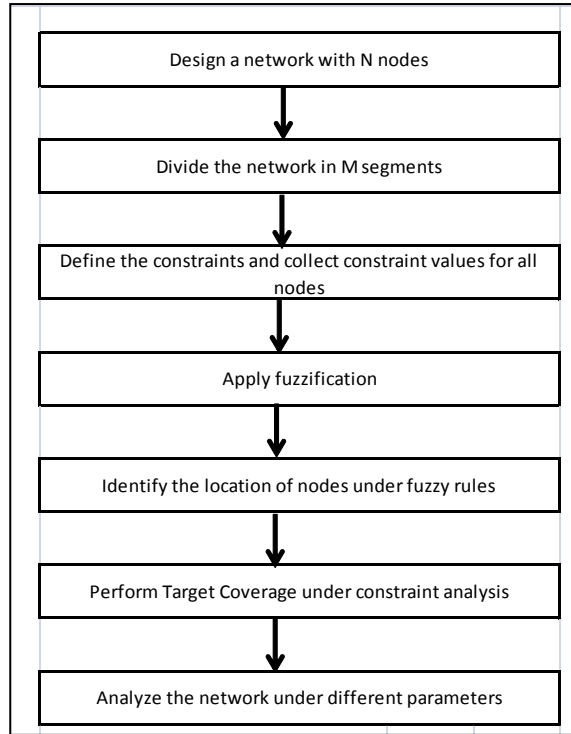 Design a network with N nodes
Divide the network in M segments
Define the constraints and collect constraint values for all
nodes
Apply fuzzification
Identify the location of nodes under fuzzy rules
Perform Target Coverage under constraint analysis
Analyze the network under different parameters